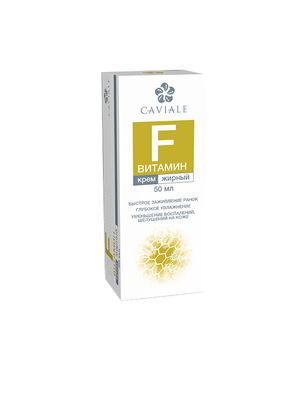 CAVIALE
F
ВИТАМИН
крем жирный
50 мл
БЫСТРОЕ ЗАЖИВЛЕНИЕ РАНОК
ГЛУБОКОЕ УВЛАЖНЕНИЕ
УМЕНЬШЕНИЕ ВОСПАЛЕНИЙ,
ШЕЛУШЕНИЙ НА КОЖЕ